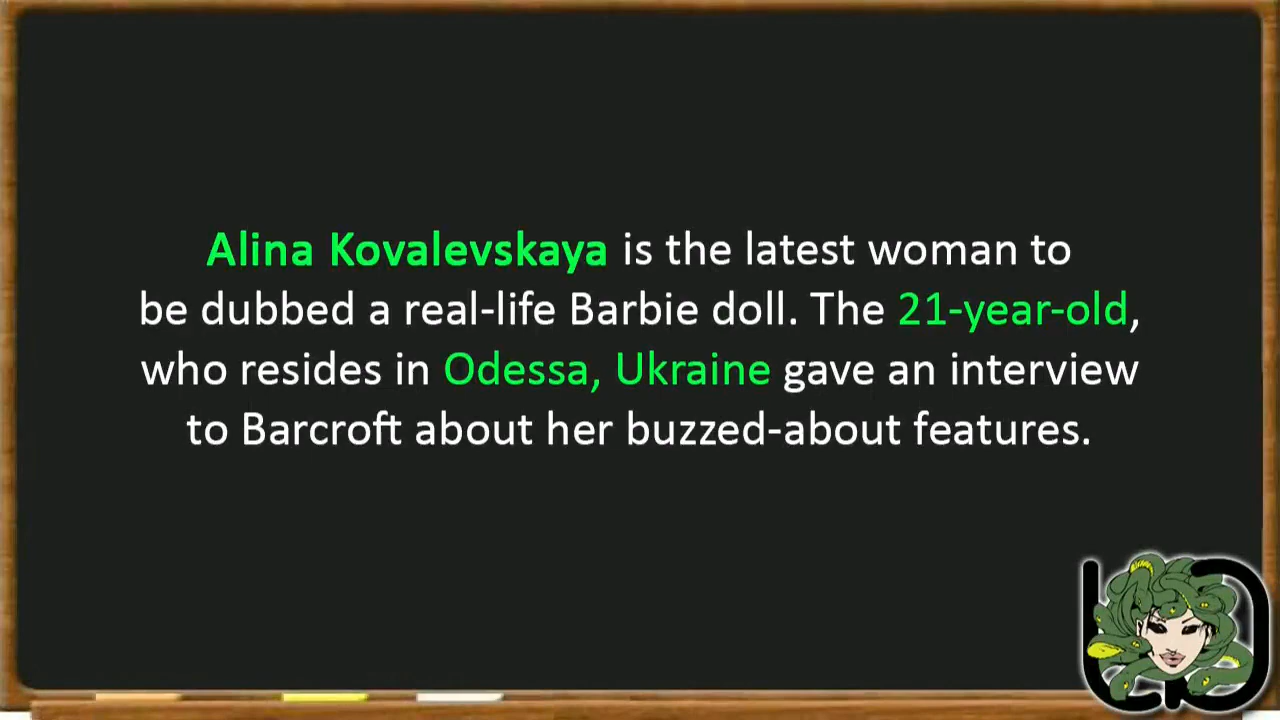 Alina Kovalevskaya is the latest woman to
be dubbed a real-life Barbie doll. The 21-year-old,
who resides in Odessa, Ukraine gave an interview
to Barcroft about her buzzed-about features.